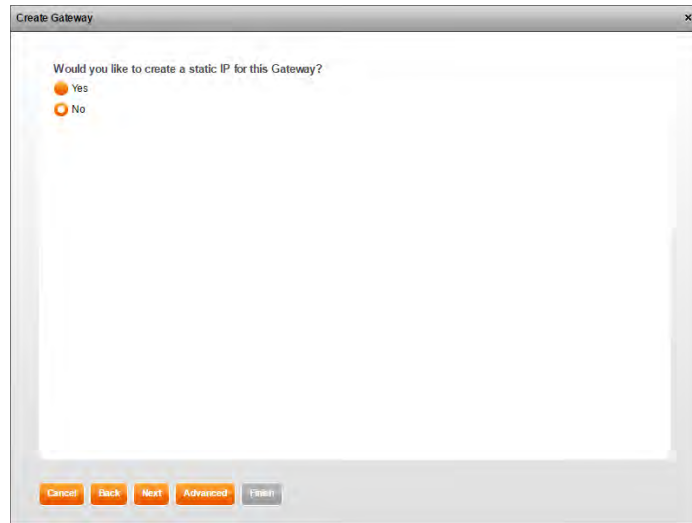 Create Gateway
×
Would you like to create a static IP for this Gateway?
Yes
No
Cancel Back Next Advanced Finish